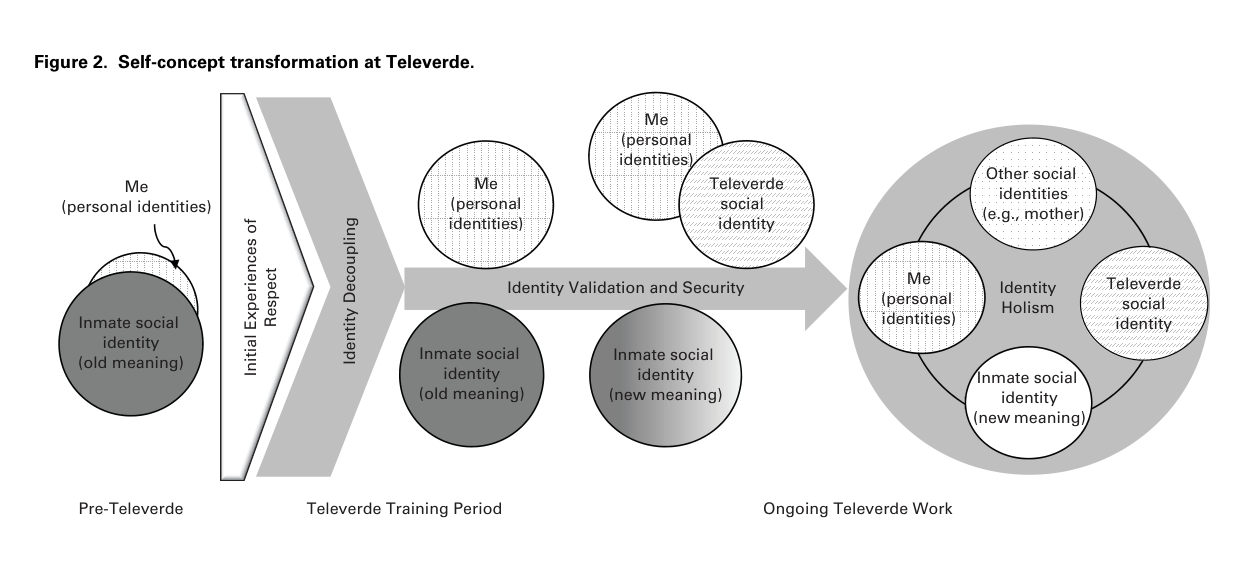 Figure 2. Self-concept transformation at Televerde.
Me
(personal identities)
Inmate social
identity
(old meaning)
Initial Experiences of
Respect
Identity Decoupling
Me
(personal
identities)
Inmate social
identity
(old meaning)
Me
(personal
identities)
Televerde
social
identity
Identity Validation and Security
Inmate social
identity
(new meaning)
Other social
identities
(e.g., mother)
Me
(personal
identities)
Identity
Holism
Televerde
social
identity
Inmate social
identity
(new meaning)
Pre-Televerde
Televerde Training Period
Ongoing Televerde Work